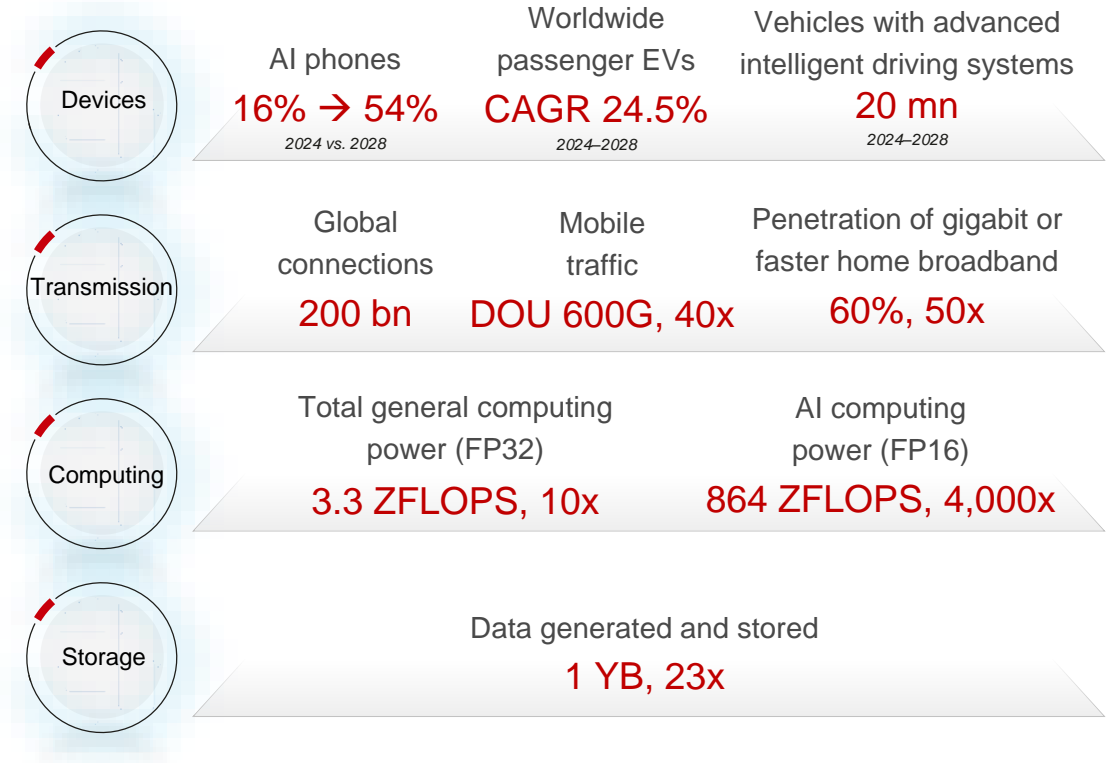 Devices
AI phones
16% → 54%
2024 vs. 2028
Worldwide
passenger EVs
CAGR 24.5%
2024–2028
Vehicles with advanced
intelligent driving systems
20 mn
2024–2028
Transmission
Global
connections
200 bn
Mobile
traffic
DOU 600G, 40x
Penetration of gigabit or
faster home broadband
60%, 50x
Computing
Total general computing
power (FP32)
3.3 ZFLOPS, 10x
AI computing
power (FP16)
864 ZFLOPS, 4,000x
Storage
Data generated and stored
1 YB, 23x